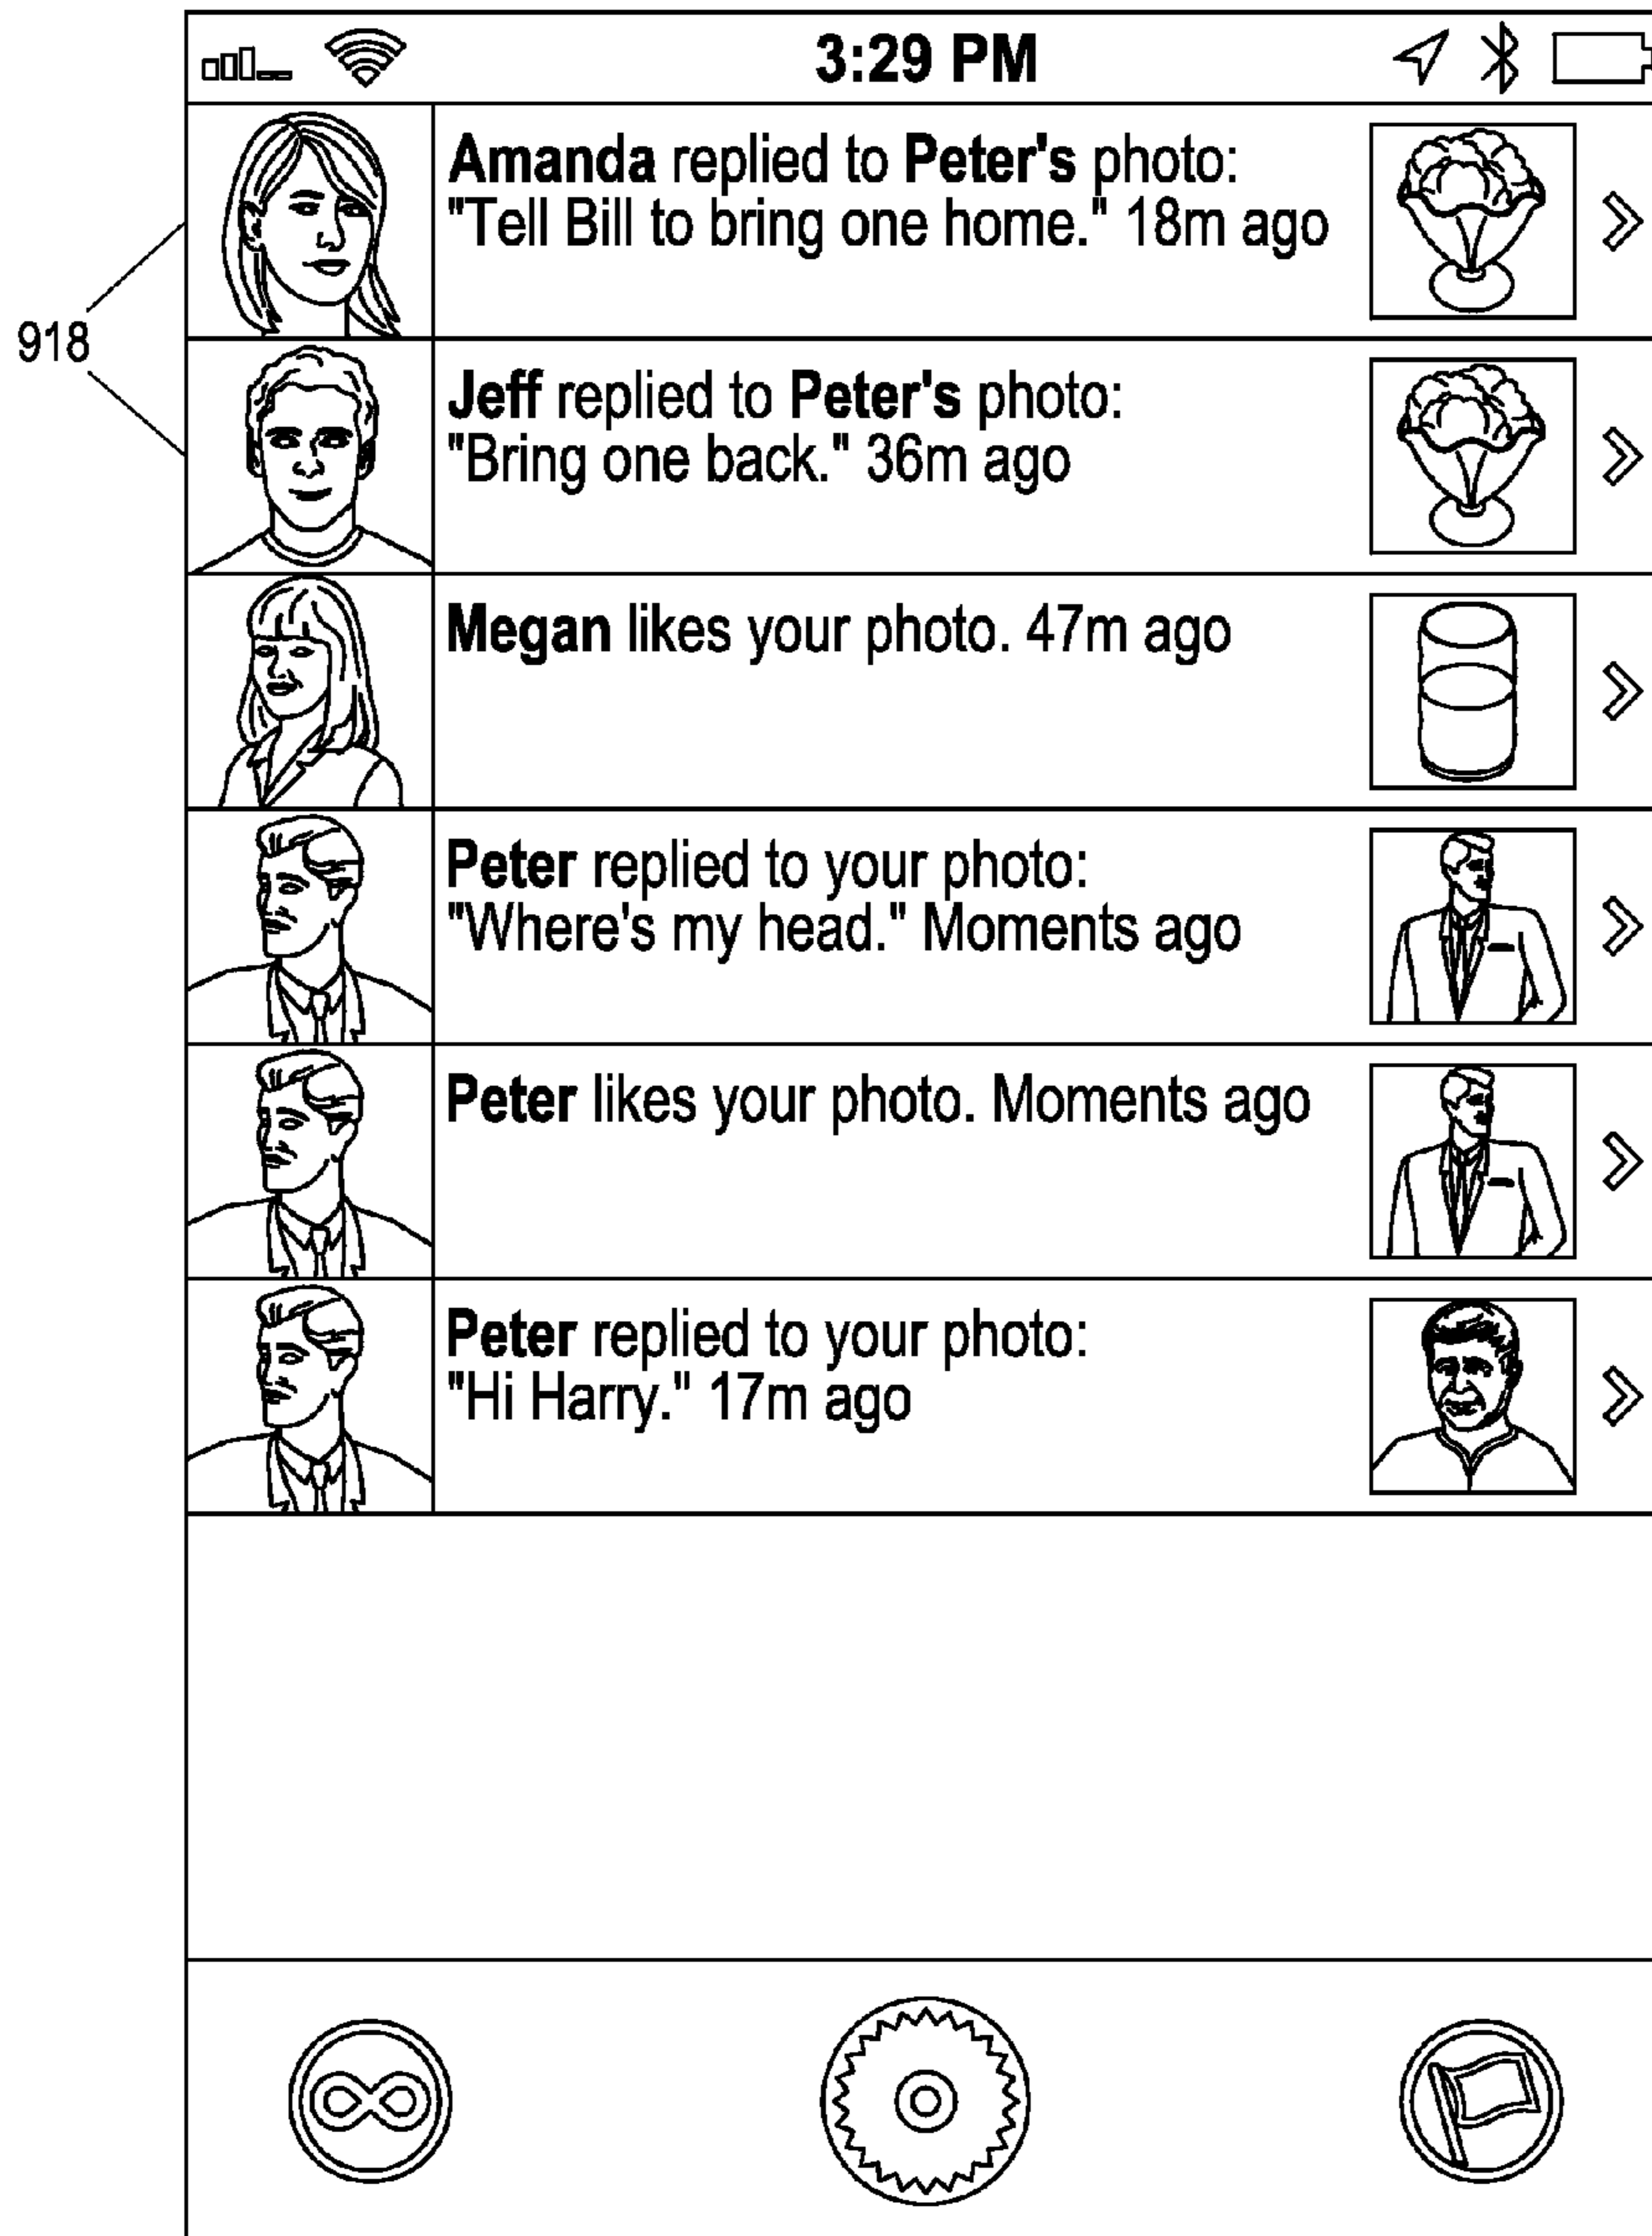 3:29 PM
Amanda replied to Peter's photo:
"Tell Bill to bring one home." 18m ago
918
Jeff replied to Peter's photo:
"Bring one back." 36m ago
Megan likes your photo. 47m ago
Peter replied to your photo:
"Where's my head." Moments ago
Peter likes your photo. Moments ago
Peter replied to your photo:
"Hi Harry." 17m ago